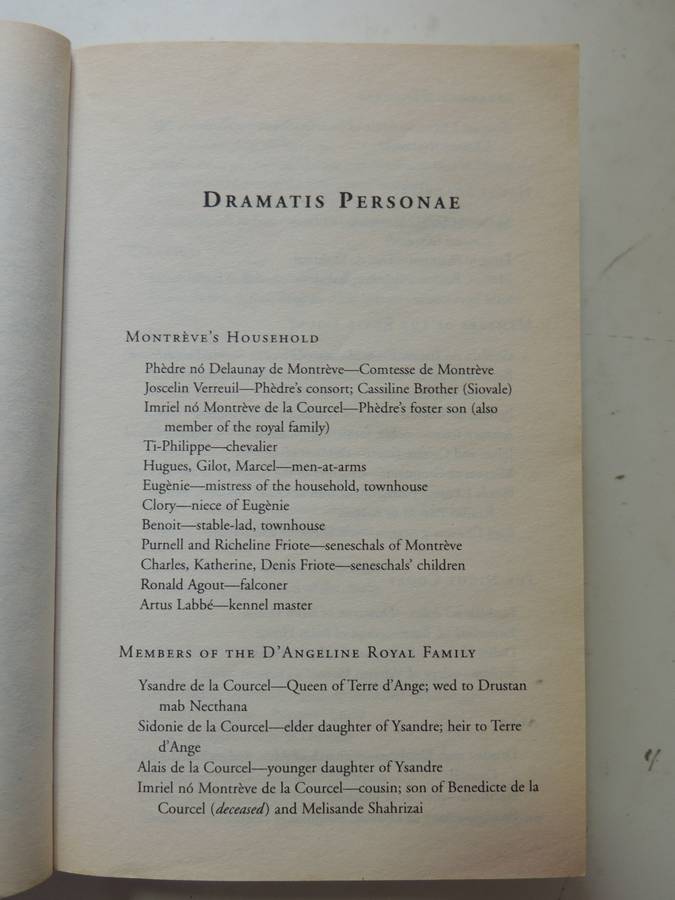 Dramatis Personae
Montrève's Household
Phèdre nó Delaunay de Montrève—Comtesse de Montrève
Joscelin Verreuil—Phèdre's consort; Cassiline Brother (Siovale)
Imriel nó Montrève de la Courcel—Phèdre's foster son (also
member of the royal family)
Ti-Philippe—chevalier
Hugues, Gilot, Marcel—men-at-arms
Eugènie—mistress of the household, townhouse
Clory—niece of Eugènie
Benoit—stable-lad, townhouse
Purnell and Richeline Friote—seneschals of Montrève
Charles, Katherine, Denis Friote—seneschals' children
Ronald Agout—falconer
Artus Labbé—kennel master
Members of the D'Angeline Royal Family
Ysandre de la Courcel—Queen of Terre d'Ange; wed to Drustan
mab Necthana
Sidonie de la Courcel—elder daughter of Ysandre; heir to Terre
d'Ange
Alais de la Courcel—younger daughter of Ysandre
Imriel nó Montrève de la Courcel—cousin; son of Benedicte de la
Courcel (deceased) and Melisande Shahrizai